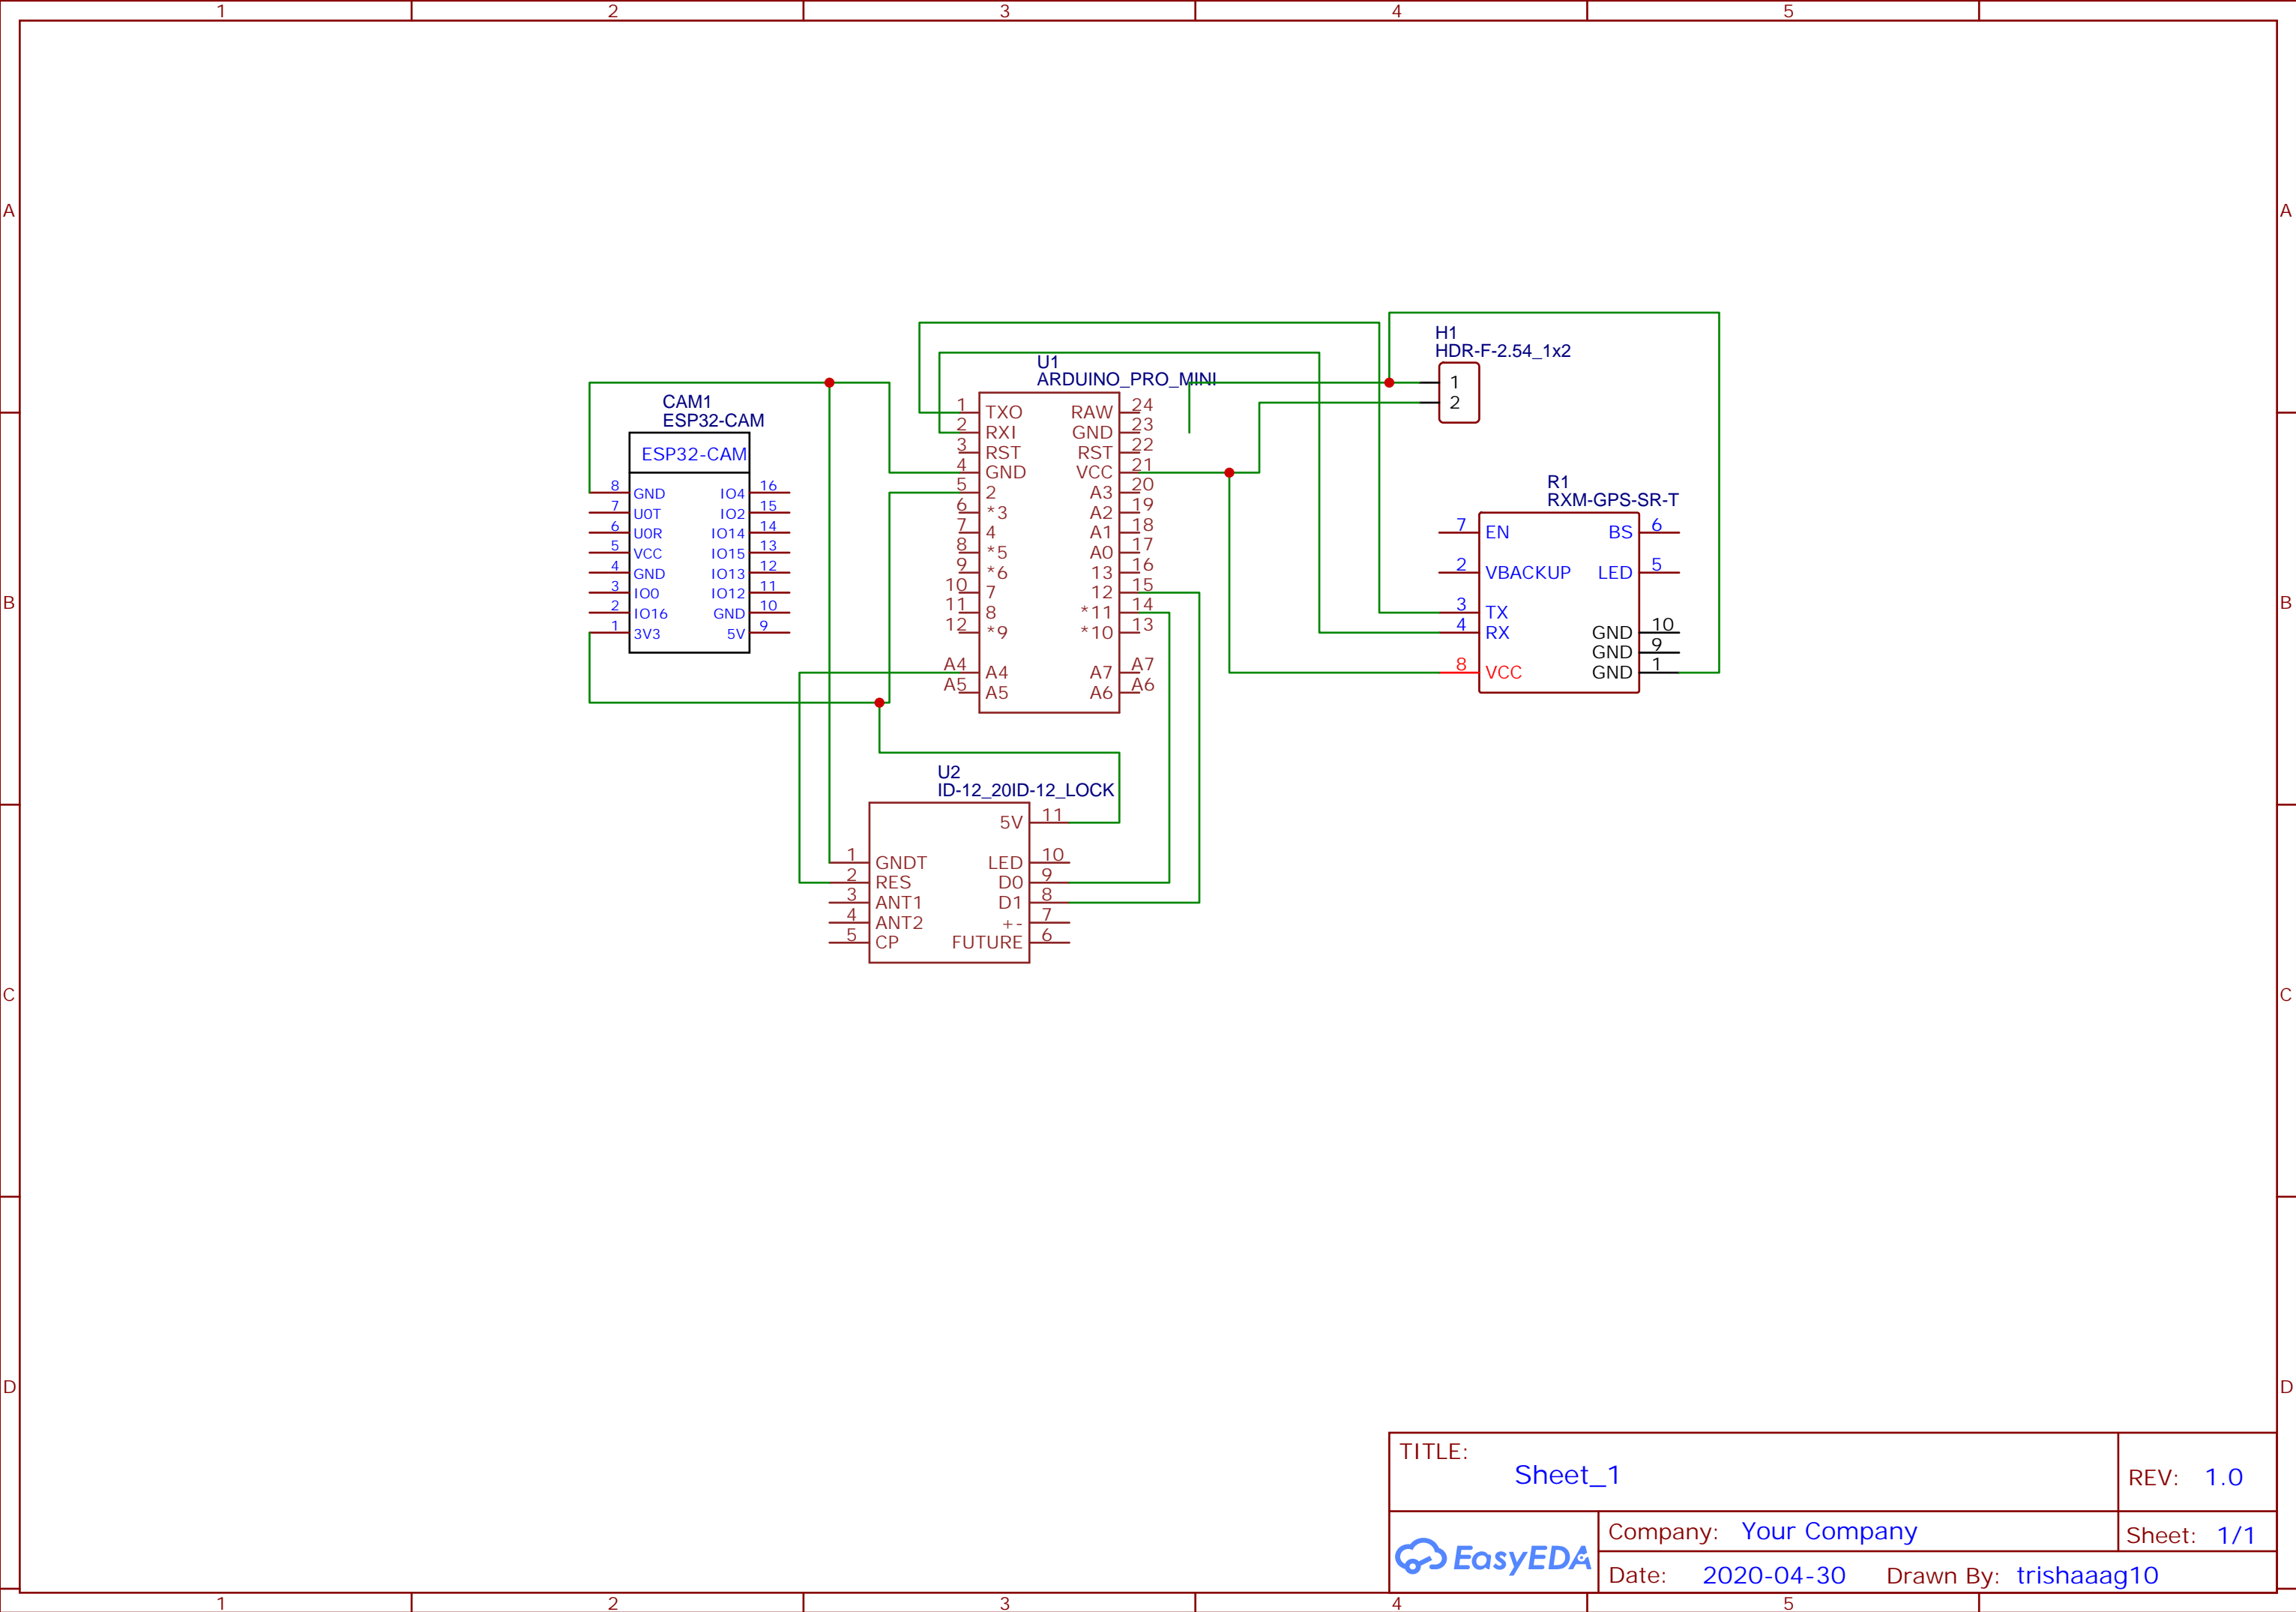 1 2 3 4 5
A A
B B
C C
D D
H1
HDR-F-2.54_1x2
1
2
U1
ARDUINO_PRO_MINI
1 TXO RAW 24
2 RXI GND 23
3 RST RST 22
4 GND VCC 21
5 2 A3 20
6 *3 A2 19
7 4 A1 18
8 *5 A0 17
9 *6 13 16
10 7 12 15
11 8 *11 14
12 *9 *10 13
A4 A4 A7 A7
A5 A5 A6 A6
CAM1
ESP32-CAM
ESP32-CAM
8 GND IO4 16
7 U0T IO2 15
6 U0R IO14 14
5 VCC IO15 13
4 GND IO13 12
3 IO0 IO12 11
2 IO16 GND 10
1 3V3 5V 9
R1
RXM-GPS-SR-T
7 EN BS 6
2 VBACKUP LED 5
3 TX
4 RX GND 10
GND 9
8 VCC GND 1
U2
ID-12_20ID-12_LOCK
5V 11
1 GNDT LED 10
2 RES D0 9
3 ANT1 D1 8
4 ANT2 +- 7
5 CP FUTURE 6
TITLE:
Sheet_1
REV: 1.0
EasyEDA
Company: Your Company
Sheet: 1/1
Date: 2020-04-30 Drawn By: trishaaag10
1 2 3 4 5